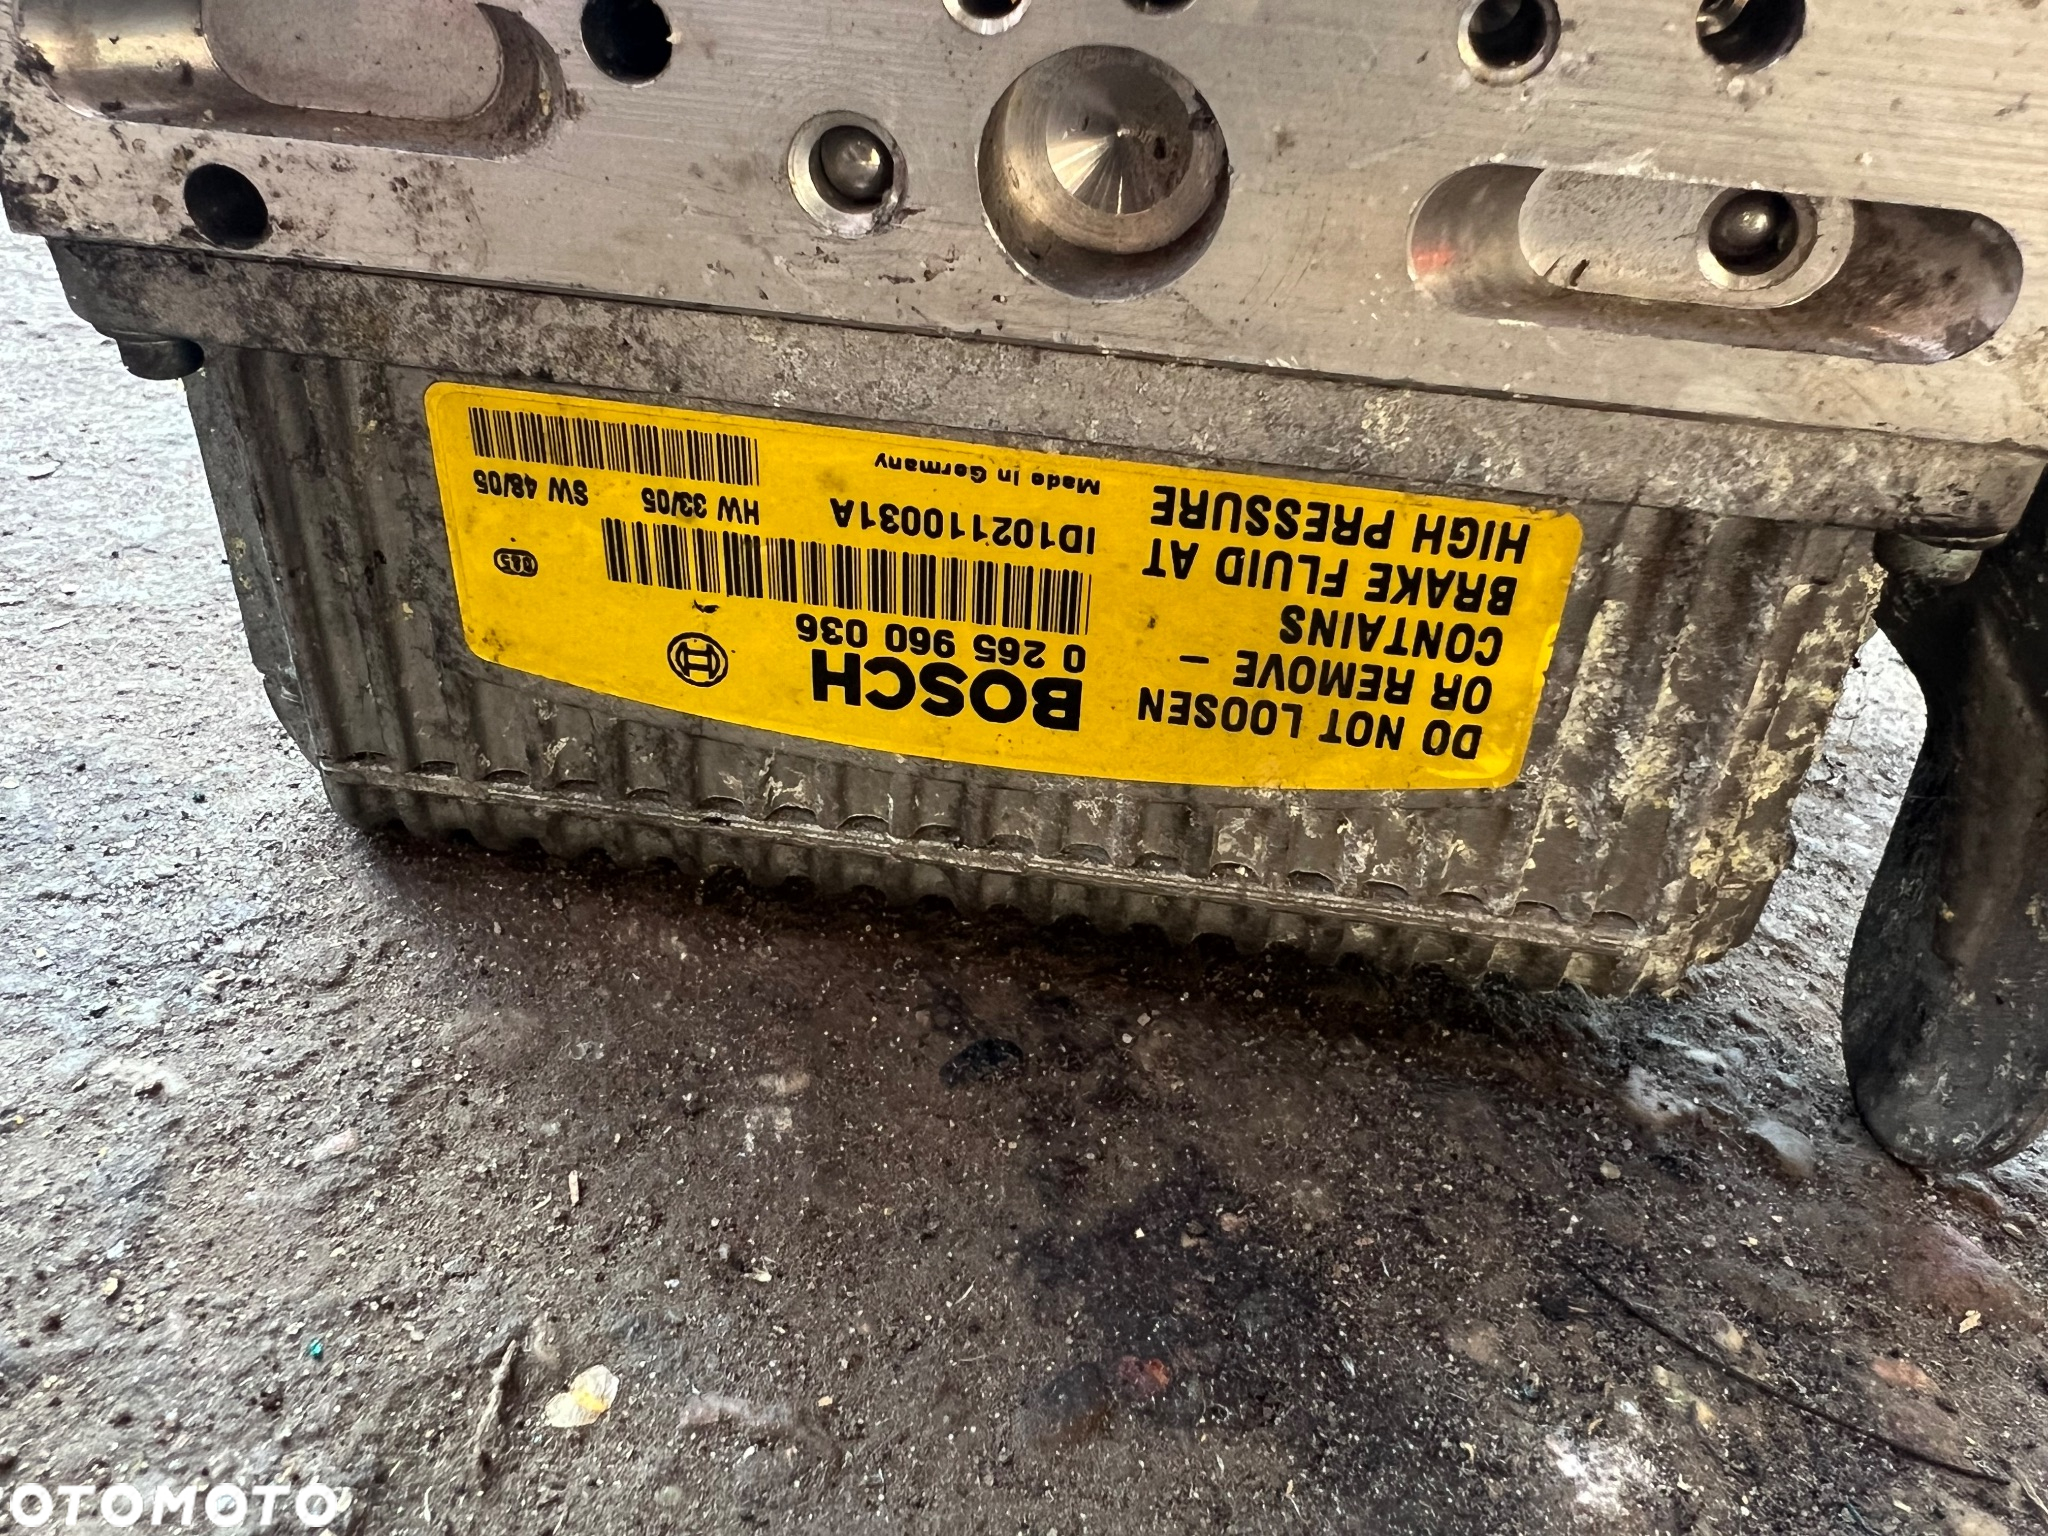 DO NOT LOOSEN
OR REMOVE –
CONTAINS
BRAKE FLUID AT
HIGH PRESSURE
BOSCH
0 265 960 036
ID102110031A
Made in Germany
HW 33/05
SW 48/05
OTOMOTO